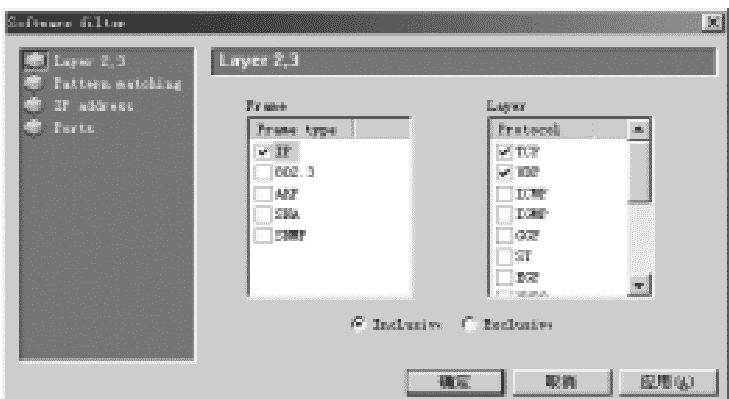 Software filter
Layer 2,3
Pattern matching
IP address
Ports
Layer 2,3
Frame
Frame type
IP
802.3
ARP
SNA
SNMP
Layer
Protocol
TCP
UDP
ICMP
IGMP
GGP
ST
EGP
Inclusive
Exclusive
确定
取消
应用(A)